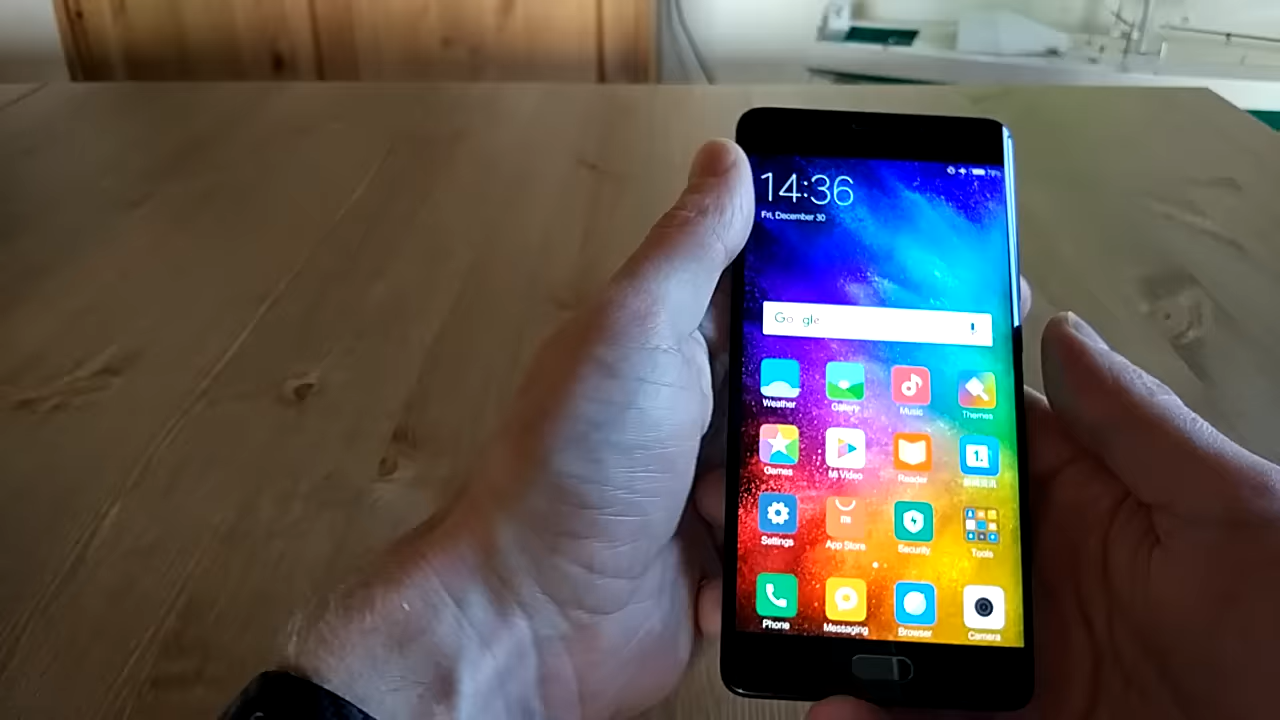 14:36
Fri, December 30
Google
Weather Gallery Music Themes
Games Mi Video Reader
Settings App Store Security Tools
Phone Messaging Browser Camera